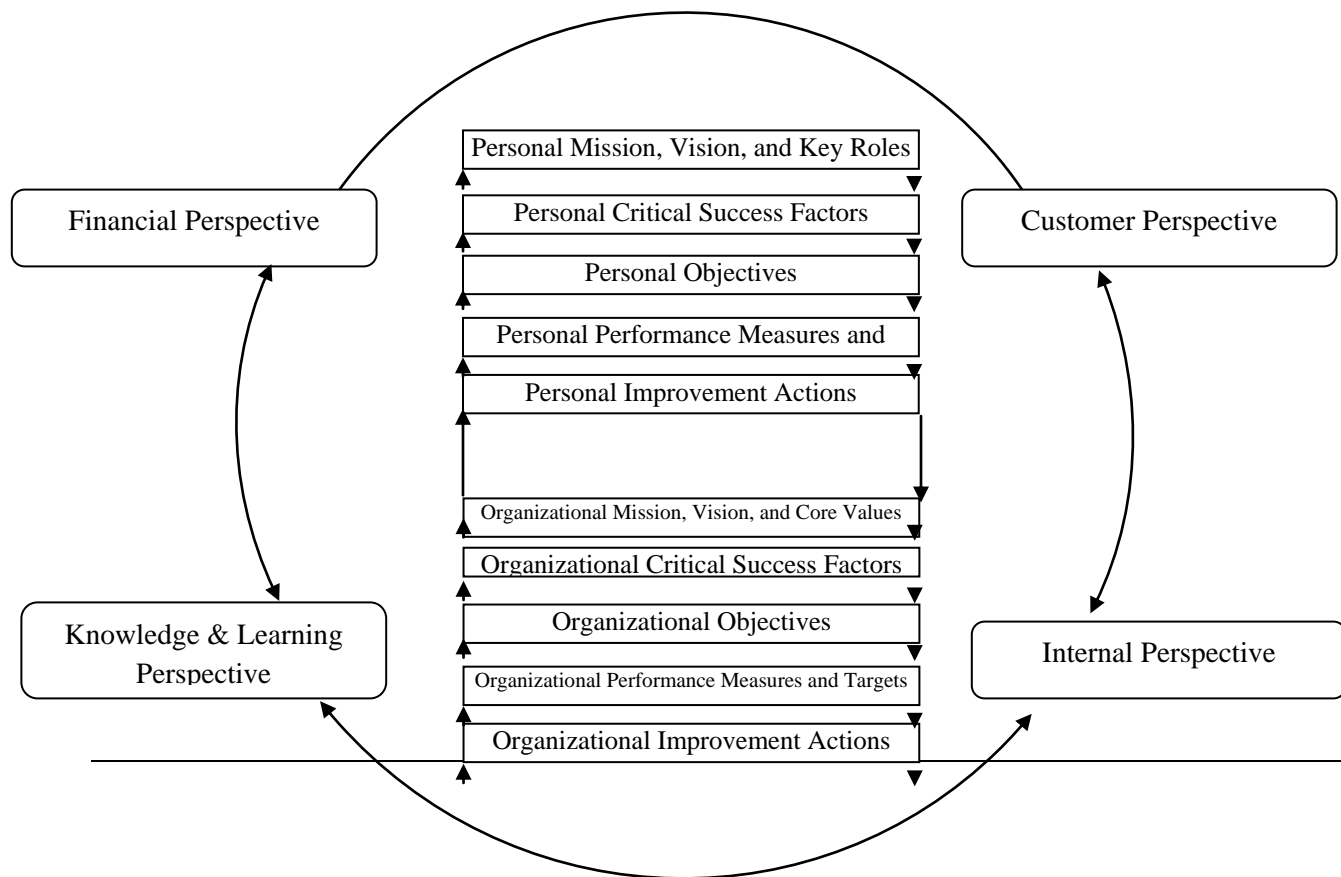 Personal Mission, Vision, and Key Roles
Financial Perspective
Personal Critical Success Factors
Customer Perspective
Personal Objectives
Personal Performance Measures and
Personal Improvement Actions
Organizational Mission, Vision, and Core Values
Organizational Critical Success Factors
Organizational Objectives
Knowledge & Learning
Perspective
Internal Perspective
Organizational Performance Measures and Targets
Organizational Improvement Actions